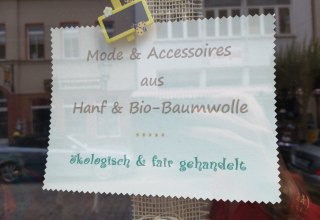 Mode & Accessoires
aus
Hanf & Bio-Baumwolle
*****
ökologisch & fair gehandelt